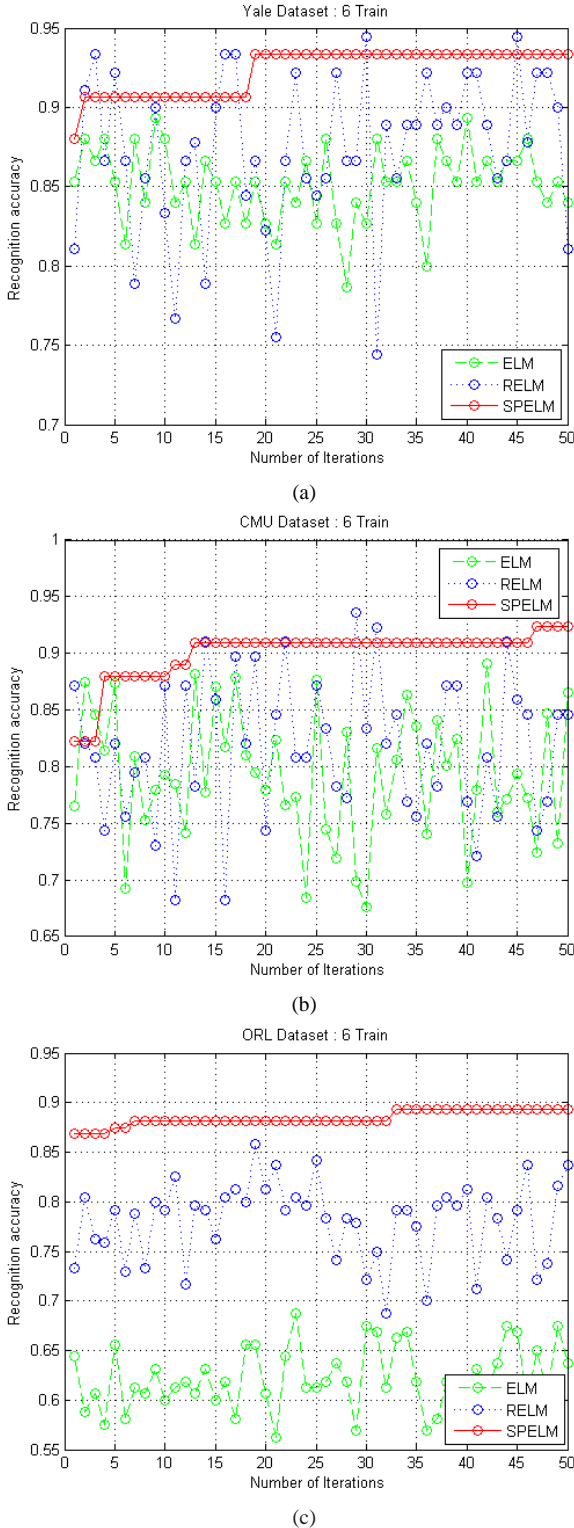 Yale Dataset : 6 Train
0.95
0.9
0.85
0.8
0.75
0.7
Recognition accuracy
ELM
RELM
SPELM
0 5 10 15 20 25 30 35 40 45 50
Number of Iterations
(a)
CMU Dataset : 6 Train
1
0.95
0.9
0.85
0.8
0.75
0.7
0.65
Recognition accuracy
ELM
RELM
SPELM
0 5 10 15 20 25 30 35 40 45 50
Number of Iterations
(b)
ORL Dataset : 6 Train
0.95
0.9
0.85
0.8
0.75
0.7
0.65
0.6
0.55
Recognition accuracy
ELM
RELM
SPELM
0 5 10 15 20 25 30 35 40 45 50
Number of Iterations
(c)